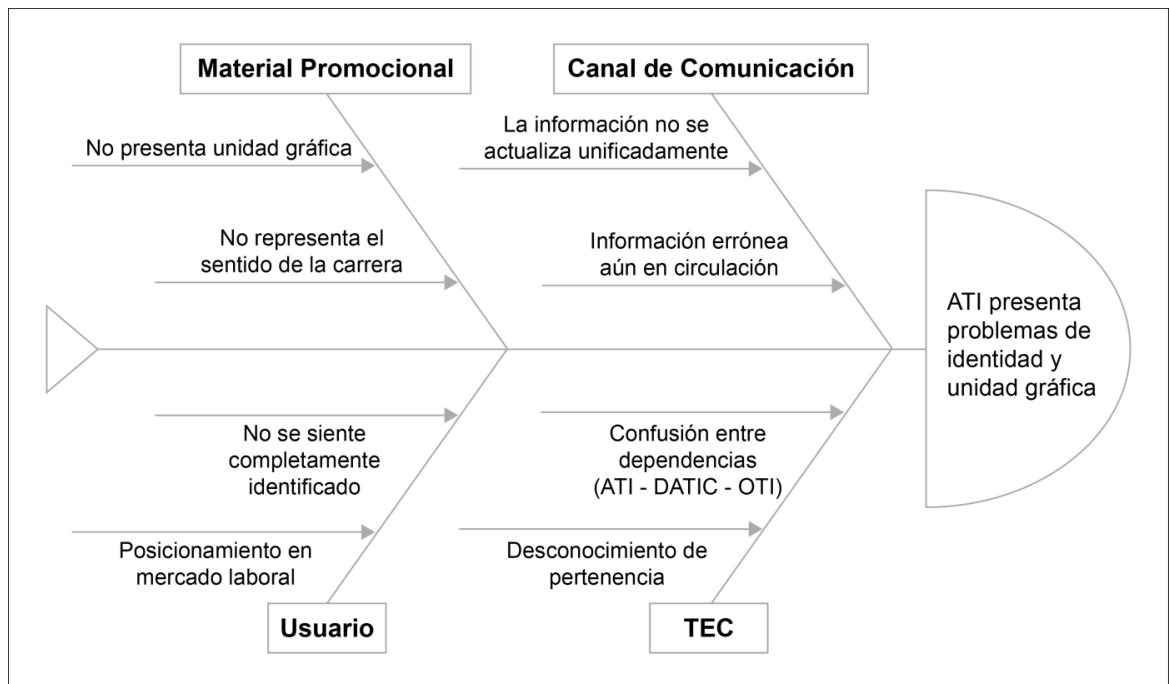 Material Promocional
Canal de Comunicación
No presenta unidad gráfica
La información no se
actualiza unificadamente
No representa el
sentido de la carrera
Información errónea
aún en circulación
ATI presenta
problemas de
identidad y
unidad gráfica
No se siente
completamente
identificado
Confusión entre
dependencias
(ATI - DATIC - OTI)
Posicionamiento en
mercado laboral
Desconocimiento de
pertenencia
Usuario
TEC